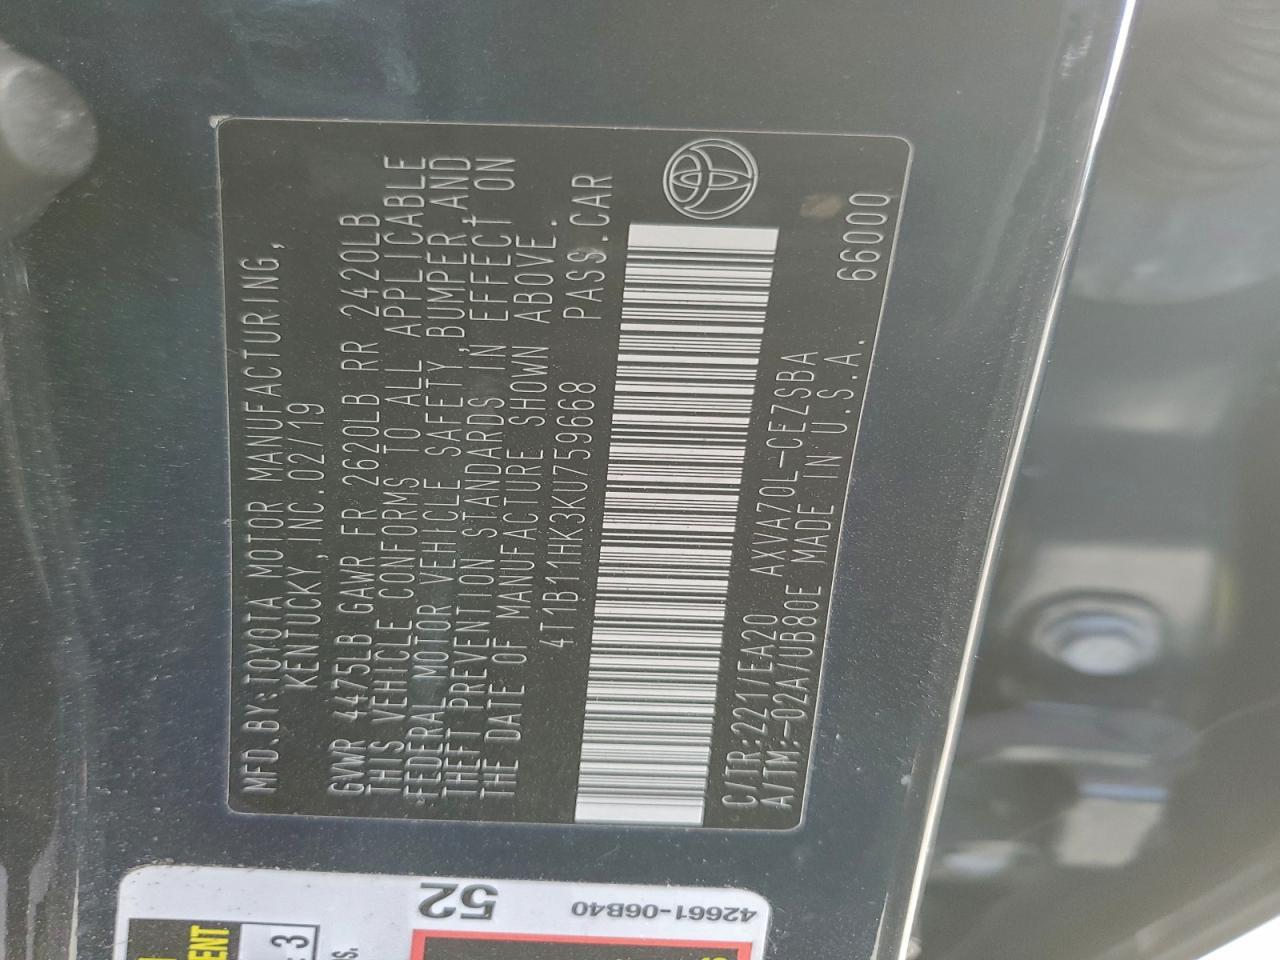 MFD.BY:TOYOTA MOTOR MANUFACTURING,
KENTUCKY,INC.02/19
GVWR 4475LB GAWR FR 2620LB RR 2420LB
THIS VEHICLE CONFORMS TO ALL APPLICABLE
FEDERAL MOTOR VEHICLE SAFETY,BUMPER,AND
THEFT PREVENTION STANDARDS IN EFFECT ON
THE DATE OF MANUFACTURE SHOWN ABOVE.
4T1B11HK3KU759668 PASS.CAR
C/TR:221/EA20 AXVA70L-CEZSBA
A/TM:-02A/UB80E MADE IN U.S.A.
66000
52
42661-06B40
3